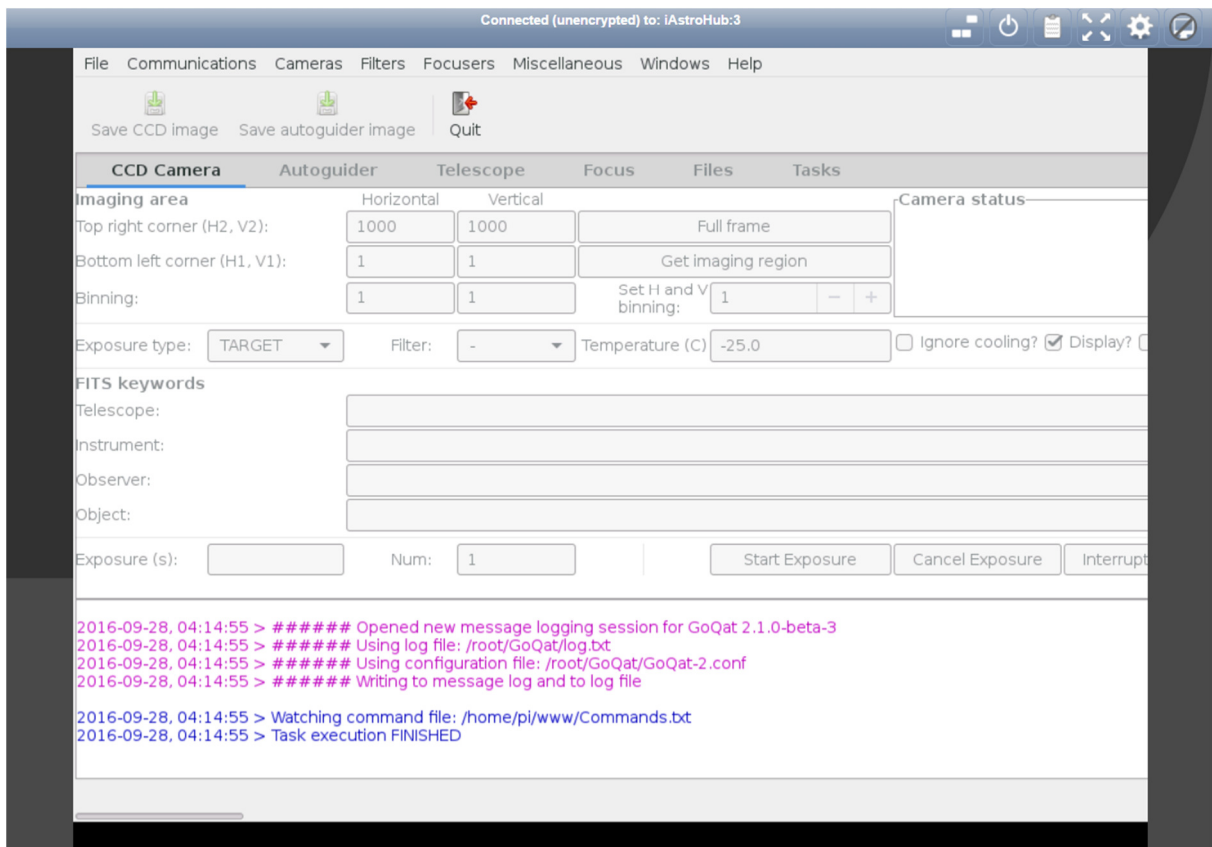 Connected (unencrypted) to: iAstroHub:3
File Communications Cameras Filters Focusers Miscellaneous Windows Help
Save CCD image Save autoguider image Quit
CCD Camera Autoguider Telescope Focus Files Tasks
Imaging area Horizontal Vertical Camera status
Top right corner (H2, V2): 1000 1000 Full frame
Bottom left corner (H1, V1): 1 1 Get imaging region
Binning: 1 1 Set H and V binning: 1 − +
Exposure type: TARGET Filter: - Temperature (C) -25.0 Ignore cooling? Display?
FITS keywords
Telescope:
Instrument:
Observer:
Object:
Exposure (s): Num: 1 Start Exposure Cancel Exposure Interrupt
2016-09-28, 04:14:55 > ###### Opened new message logging session for GoQat 2.1.0-beta-3
2016-09-28, 04:14:55 > ###### Using log file: /root/GoQat/log.txt
2016-09-28, 04:14:55 > ###### Using configuration file: /root/GoQat/GoQat-2.conf
2016-09-28, 04:14:55 > ###### Writing to message log and to log file
2016-09-28, 04:14:55 > Watching command file: /home/pi/www/Commands.txt
2016-09-28, 04:14:55 > Task execution FINISHED